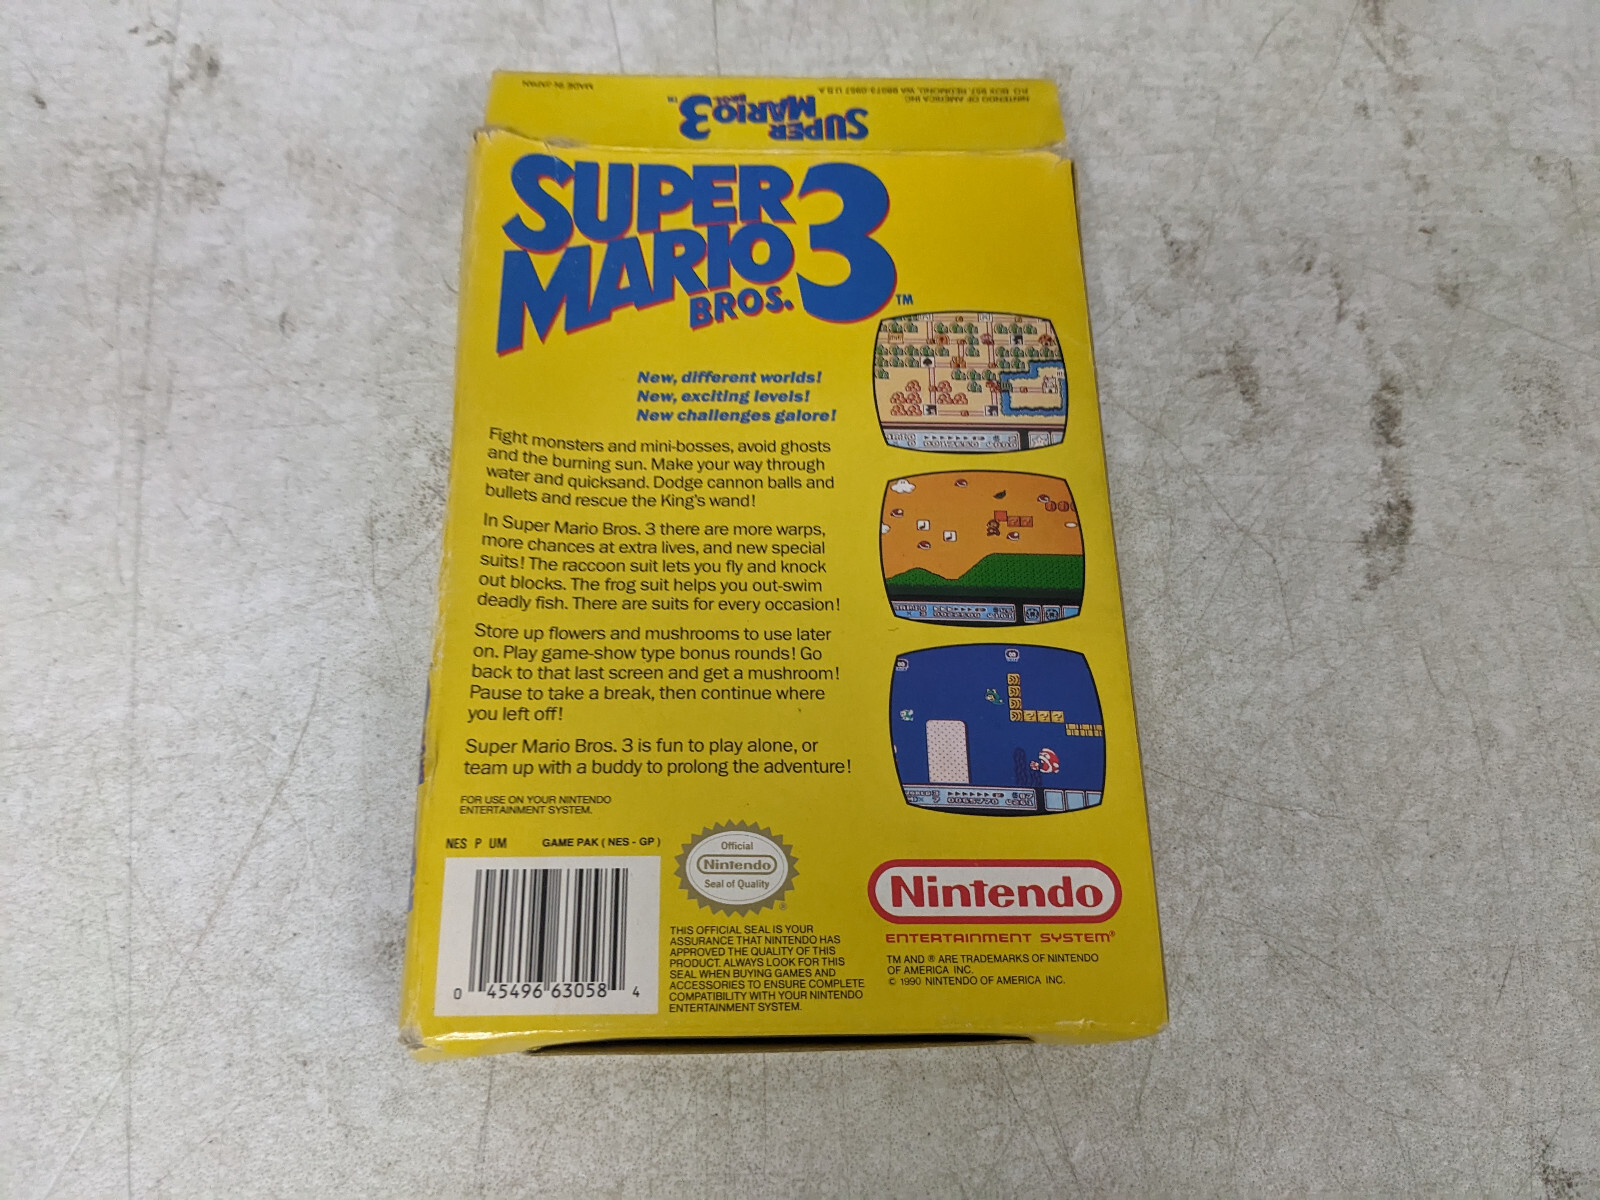 MADE IN JAPAN
NINTENDO OF AMERICA INC.
P.O. BOX 957, REDMOND, WA 98073-0957 U.S.A.
SUPER
MARIO
BROS.
3
TM
SUPER
MARIO
BROS.
3
TM
New, different worlds!
New, exciting levels!
New challenges galore!
Fight monsters and mini-bosses, avoid ghosts
and the burning sun. Make your way through
water and quicksand. Dodge cannon balls and
bullets and rescue the King's wand!
In Super Mario Bros. 3 there are more warps,
more chances at extra lives, and new special
suits! The raccoon suit lets you fly and knock
out blocks. The frog suit helps you out-swim
deadly fish. There are suits for every occasion!
Store up flowers and mushrooms to use later
on. Play game-show type bonus rounds! Go
back to that last screen and get a mushroom!
Pause to take a break, then continue where
you left off!
Super Mario Bros. 3 is fun to play alone, or
team up with a buddy to prolong the adventure!
FOR USE ON YOUR NINTENDO
ENTERTAINMENT SYSTEM.
NES P UM
GAME PAK ( NES - GP )
0 45496 63058 4
Official
Nintendo
Seal of Quality
®
THIS OFFICIAL SEAL IS YOUR
ASSURANCE THAT NINTENDO HAS
APPROVED THE QUALITY OF THIS
PRODUCT. ALWAYS LOOK FOR THIS
SEAL WHEN BUYING GAMES AND
ACCESSORIES TO ENSURE COMPLETE
COMPATIBILITY WITH YOUR NINTENDO
ENTERTAINMENT SYSTEM.
Nintendo
ENTERTAINMENT SYSTEM®
TM AND ® ARE TRADEMARKS OF NINTENDO
OF AMERICA INC.
© 1990 NINTENDO OF AMERICA INC.